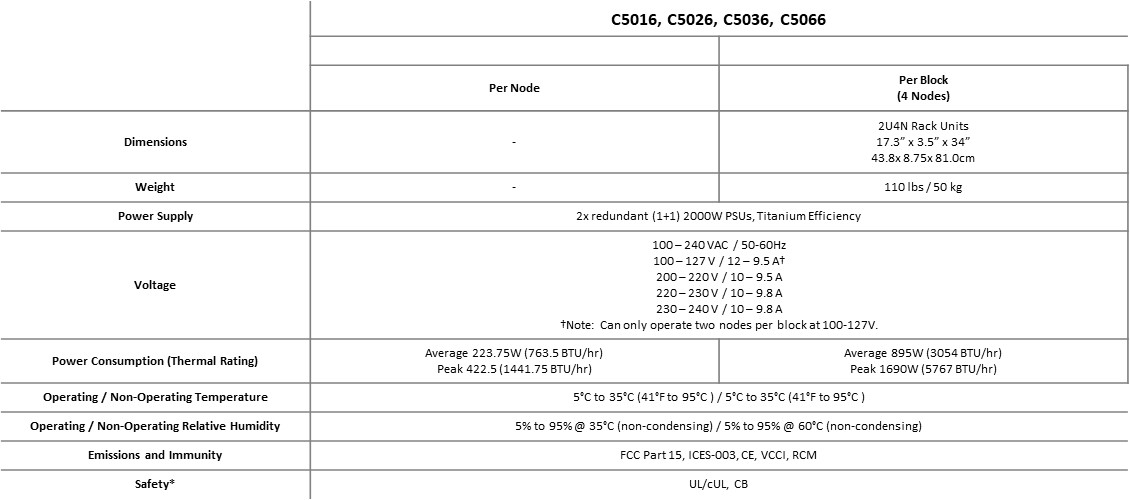 C5016, C5026, C5036, C5066
Per Node
Per Block
(4 Nodes)
Dimensions
-
2U4N Rack Units
17.3” x 3.5” x 34”
43.8x 8.75x 81.0cm
Weight
-
110 lbs / 50 kg
Power Supply
2x redundant (1+1) 2000W PSUs, Titanium Efficiency
Voltage
100 – 240 VAC / 50-60Hz
100 – 127 V / 12 – 9.5 A†
200 – 220 V / 10 – 9.5 A
220 – 230 V / 10 – 9.8 A
230 – 240 V / 10 – 9.8 A
†Note: Can only operate two nodes per block at 100-127V.
Power Consumption (Thermal Rating)
Average 223.75W (763.5 BTU/hr)
Peak 422.5 (1441.75 BTU/hr)
Average 895W (3054 BTU/hr)
Peak 1690W (5767 BTU/hr)
Operating / Non-Operating Temperature
5°C to 35°C (41°F to 95°C ) / 5°C to 35°C (41°F to 95°C )
Operating / Non-Operating Relative Humidity
5% to 95% @ 35°C (non-condensing) / 5% to 95% @ 60°C (non-condensing)
Emissions and Immunity
FCC Part 15, ICES-003, CE, VCCI, RCM
Safety*
UL/cUL, CB